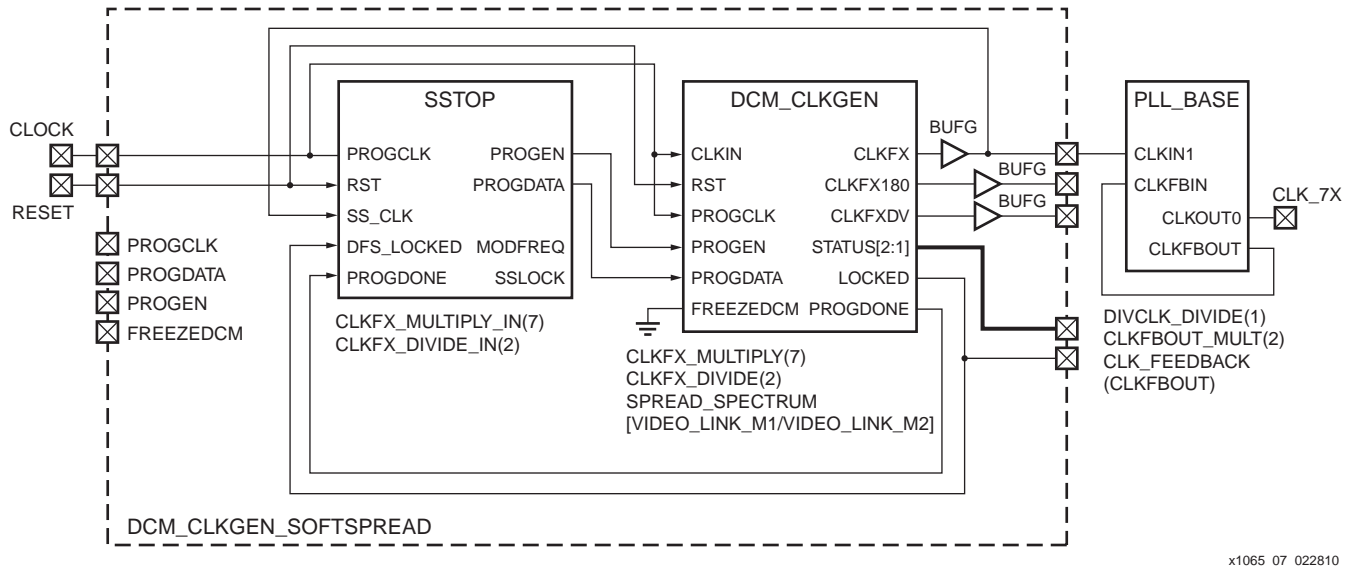 CLOCK
RESET
PROGCLK
PROGDATA
PROGEN
FREEZEDCM
SSTOP
PROGCLK
RST
SS_CLK
DFS_LOCKED
PROGDONE
PROGEN
PROGDATA
MODFREQ
SSLOCK
CLKFX_MULTIPLY_IN(7)
CLKFX_DIVIDE_IN(2)
DCM_CLKGEN
CLKIN
RST
PROGCLK
PROGEN
PROGDATA
FREEZEDCM
CLKFX
CLKFX180
CLKFXDV
STATUS[2:1]
LOCKED
PROGDONE
CLKFX_MULTIPLY(7)
CLKFX_DIVIDE(2)
SPREAD_SPECTRUM
[VIDEO_LINK_M1/VIDEO_LINK_M2]
BUFG
BUFG
BUFG
PLL_BASE
CLKIN1
CLKFBIN
CLKOUT0
CLKFBOUT
CLK_7X
DIVCLK_DIVIDE(1)
CLKFBOUT_MULT(2)
CLK_FEEDBACK
(CLKFBOUT)
DCM_CLKGEN_SOFTSPREAD
x1065_07_022810